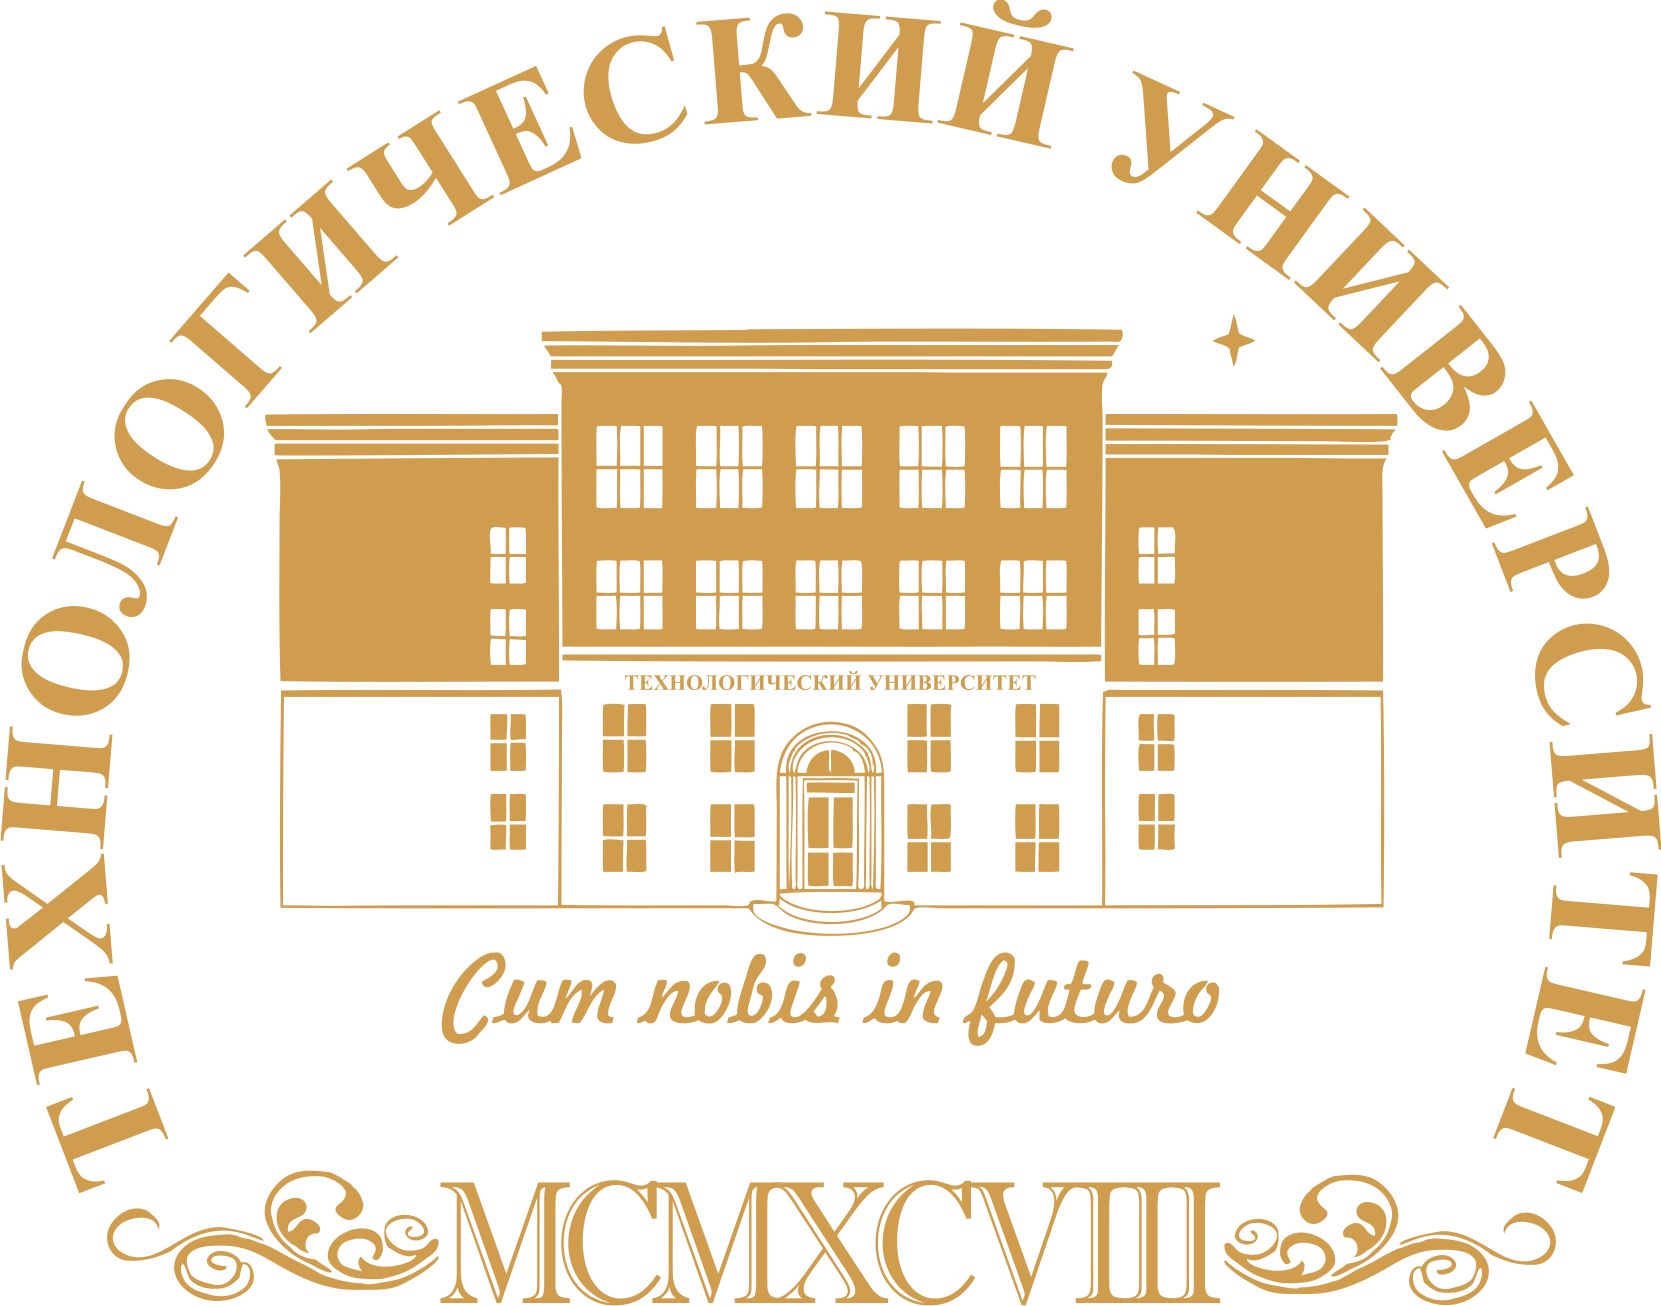 ТЕХНОЛОГИЧЕСКИЙ УНИВЕРСИТЕТ
ТЕХНОЛОГИЧЕСКИЙ УНИВЕРСИТЕТ
Cum nobis in futuro
MCMXCVIII